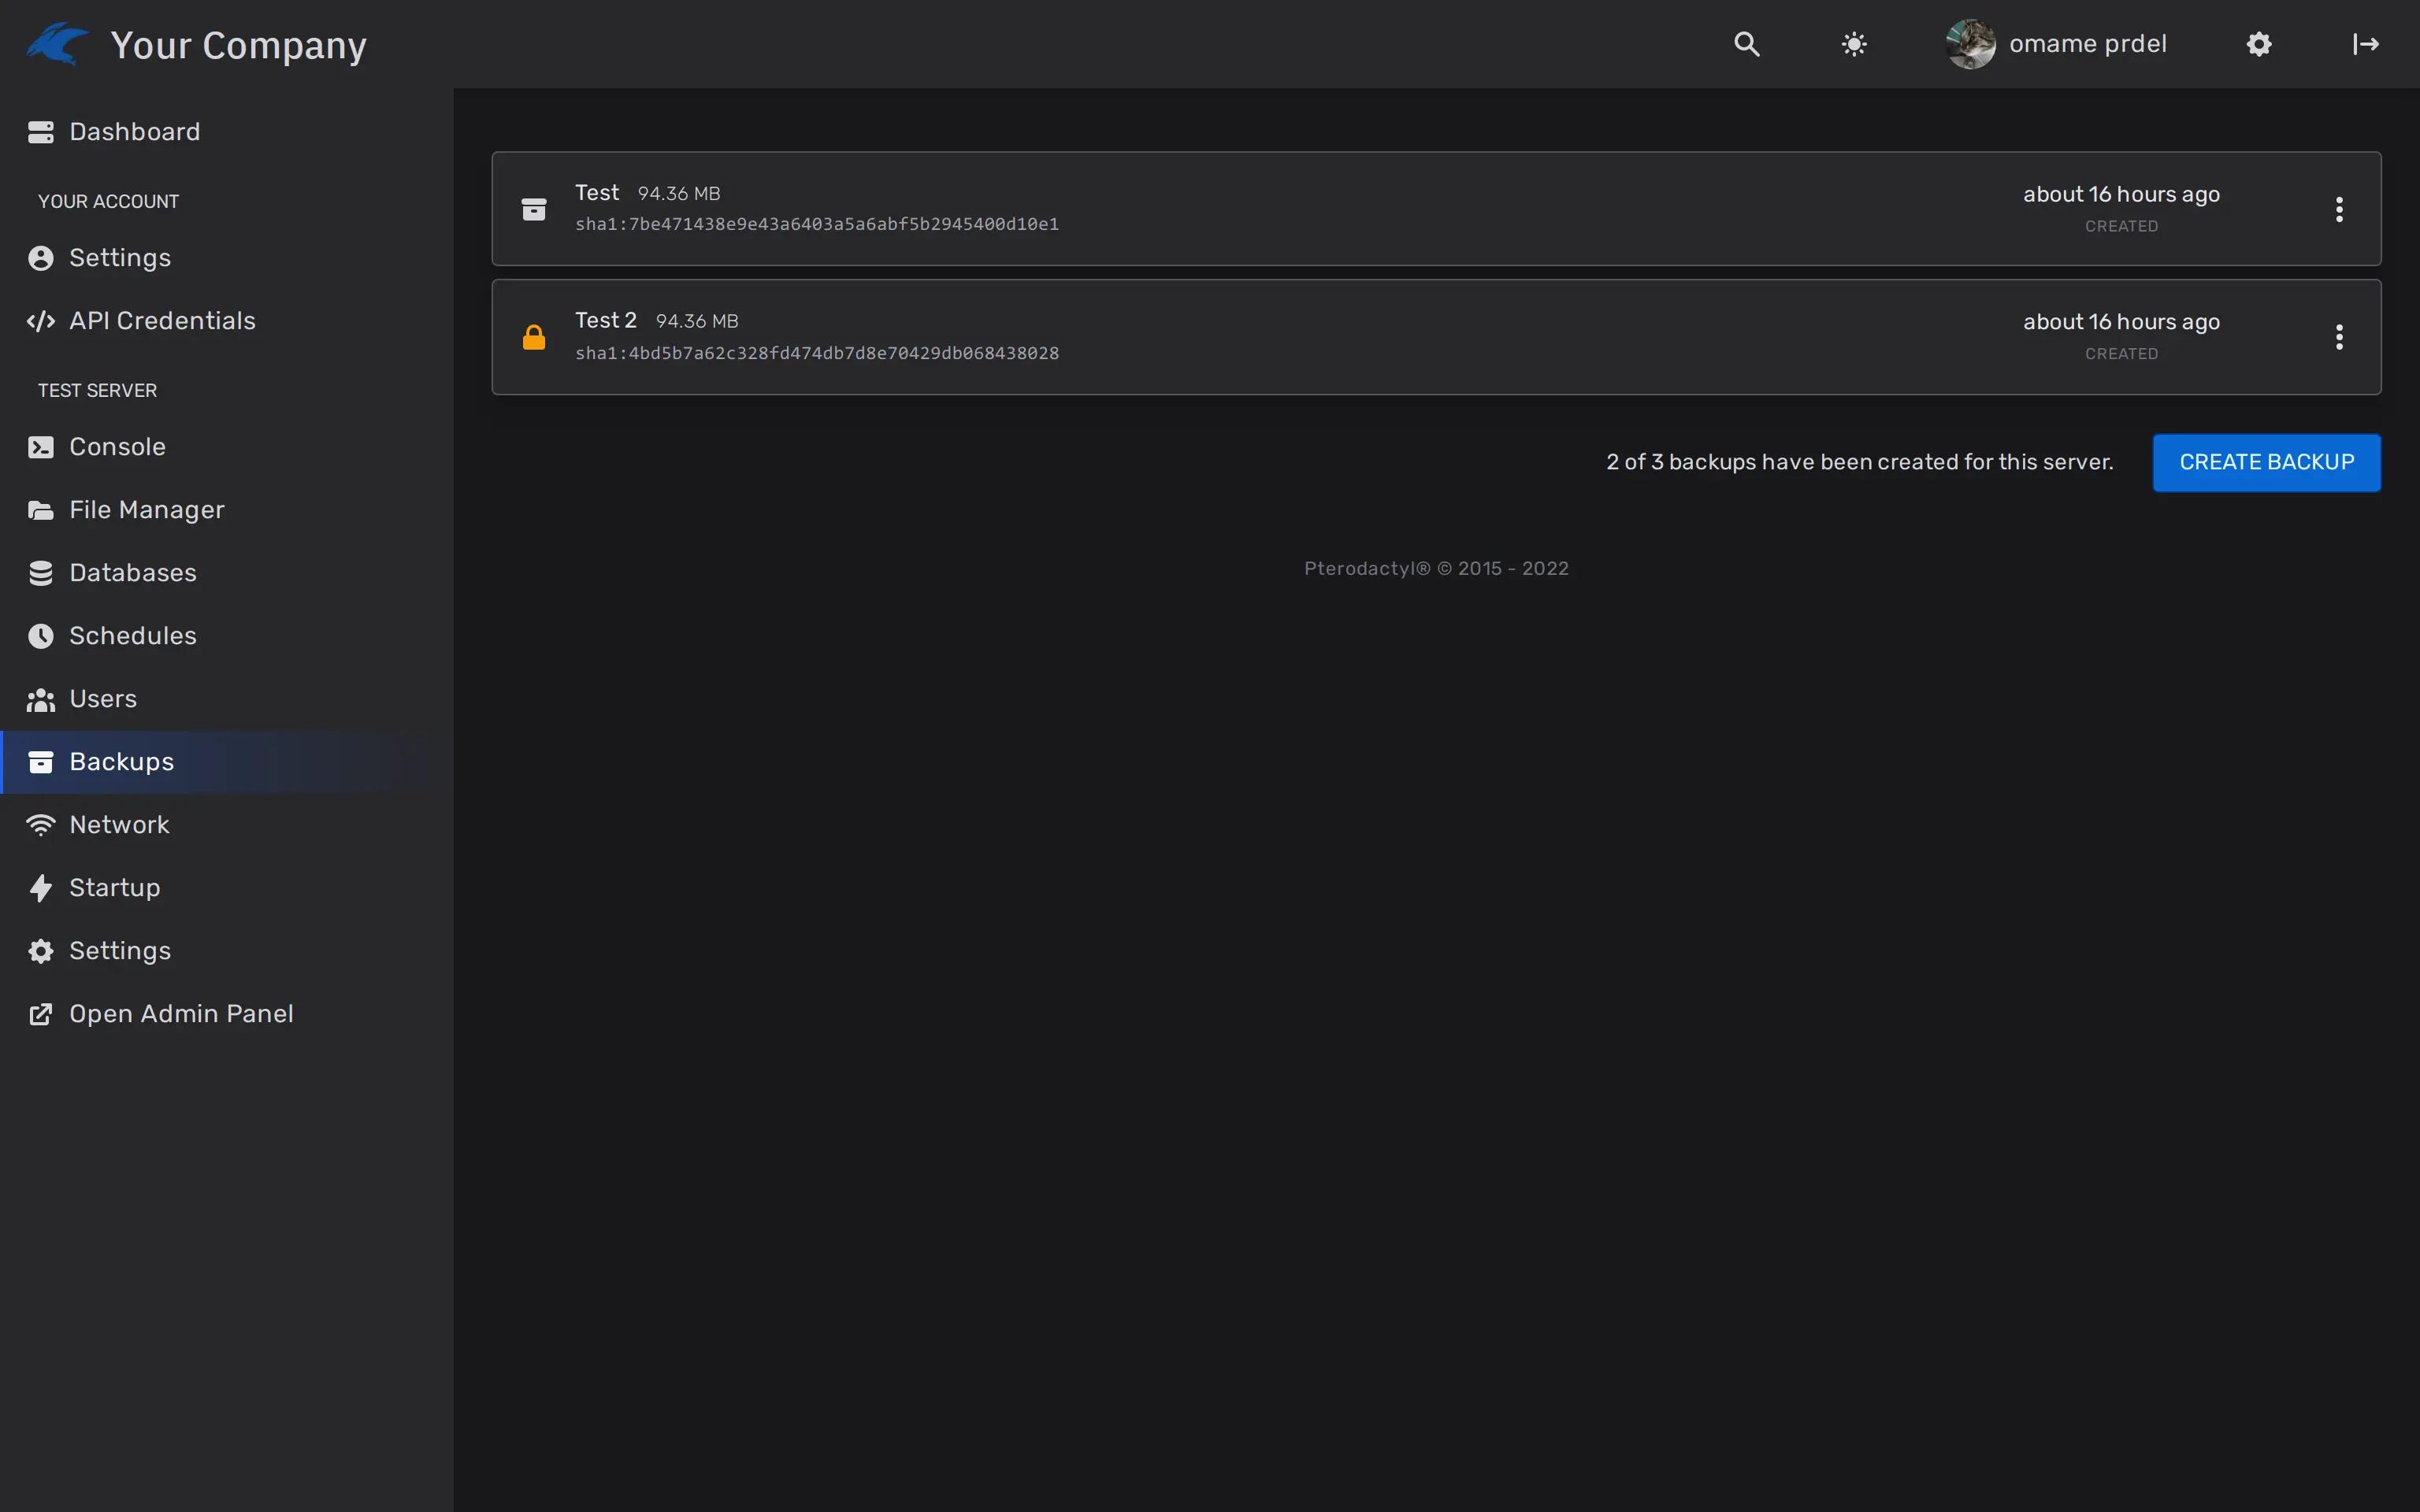 Your Company
omame prdel
Dashboard
YOUR ACCOUNT
Settings
API Credentials
TEST SERVER
Console
File Manager
Databases
Schedules
Users
Backups
Network
Startup
Settings
Open Admin Panel
Test 94.36 MB
sha1:7be471438e9e43a6403a5a6abf5b2945400d10e1
about 16 hours ago
CREATED
Test 2 94.36 MB
sha1:4bd5b7a62c328fd474db7d8e70429db068438028
about 16 hours ago
CREATED
2 of 3 backups have been created for this server.
CREATE BACKUP
Pterodactyl® © 2015 - 2022